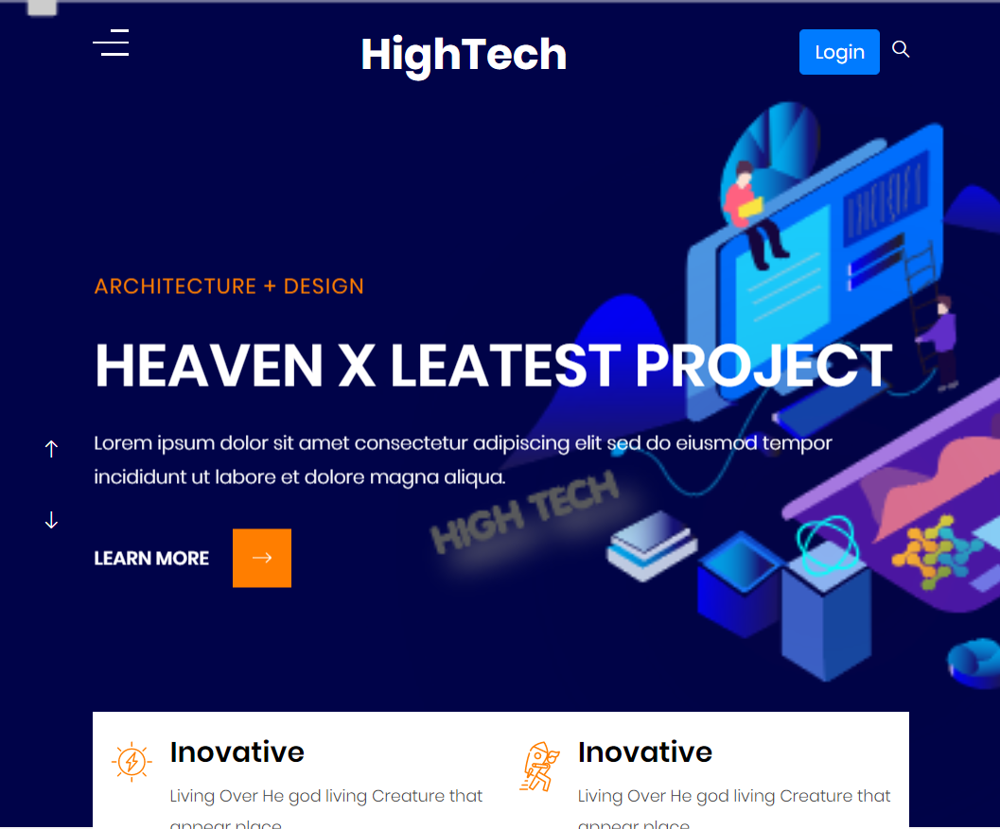 HighTech
Login
ARCHITECTURE + DESIGN
HEAVEN X LEATEST PROJECT
Lorem ipsum dolor sit amet consectetur adipiscing elit sed do eiusmod tempor
incididunt ut labore et dolore magna aliqua.
HIGH TECH
LEARN MORE
Inovative
Living Over He god living Creature that
appear place
Inovative
Living Over He god living Creature that
appear place